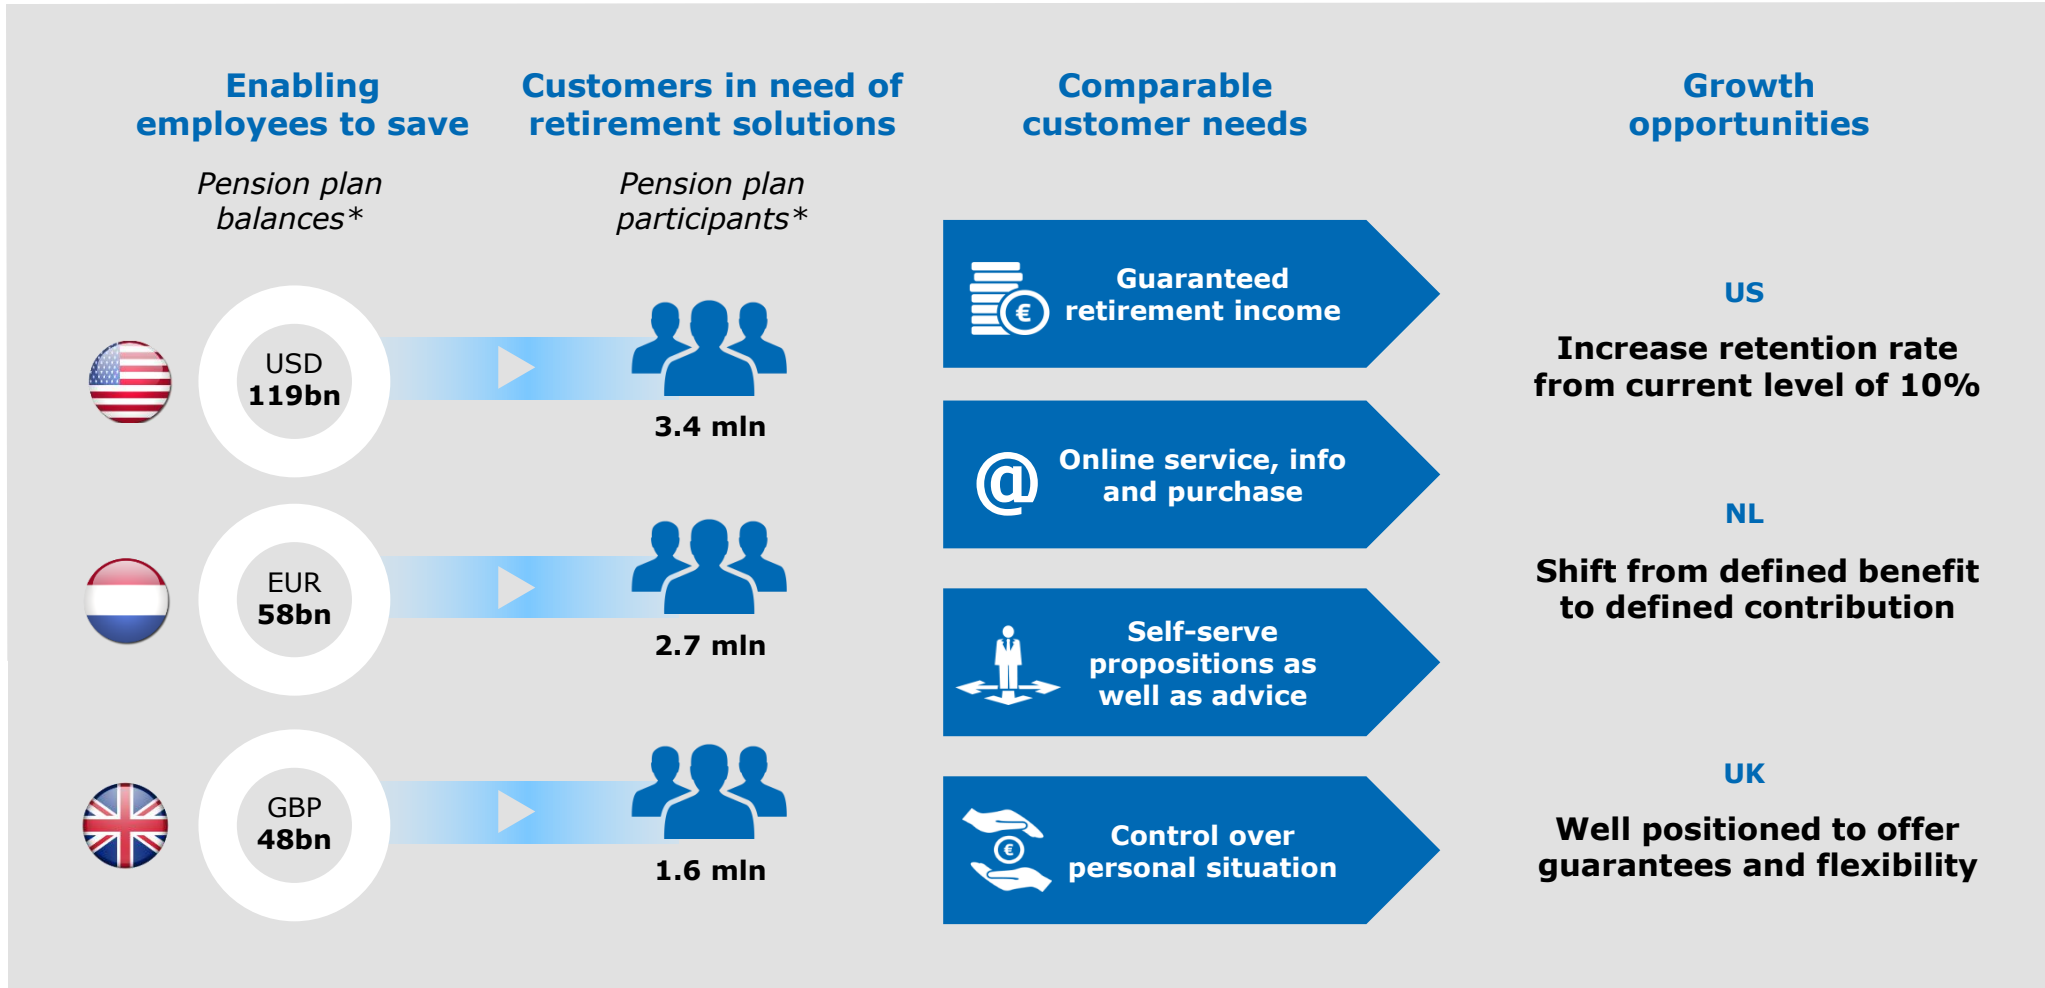 Enabling
employees to save
Customers in need of
retirement solutions
Comparable
customer needs
Growth
opportunities
Pension plan
balances*
Pension plan
participants*
USD
119bn
3.4 mln
EUR
58bn
2.7 mln
GBP
48bn
1.6 mln
€
Guaranteed
retirement income
@
Online service, info
and purchase
Self-serve
propositions as
well as advice
€
Control over
personal situation
US
Increase retention rate
from current level of 10%
NL
Shift from defined benefit
to defined contribution
UK
Well positioned to offer
guarantees and flexibility